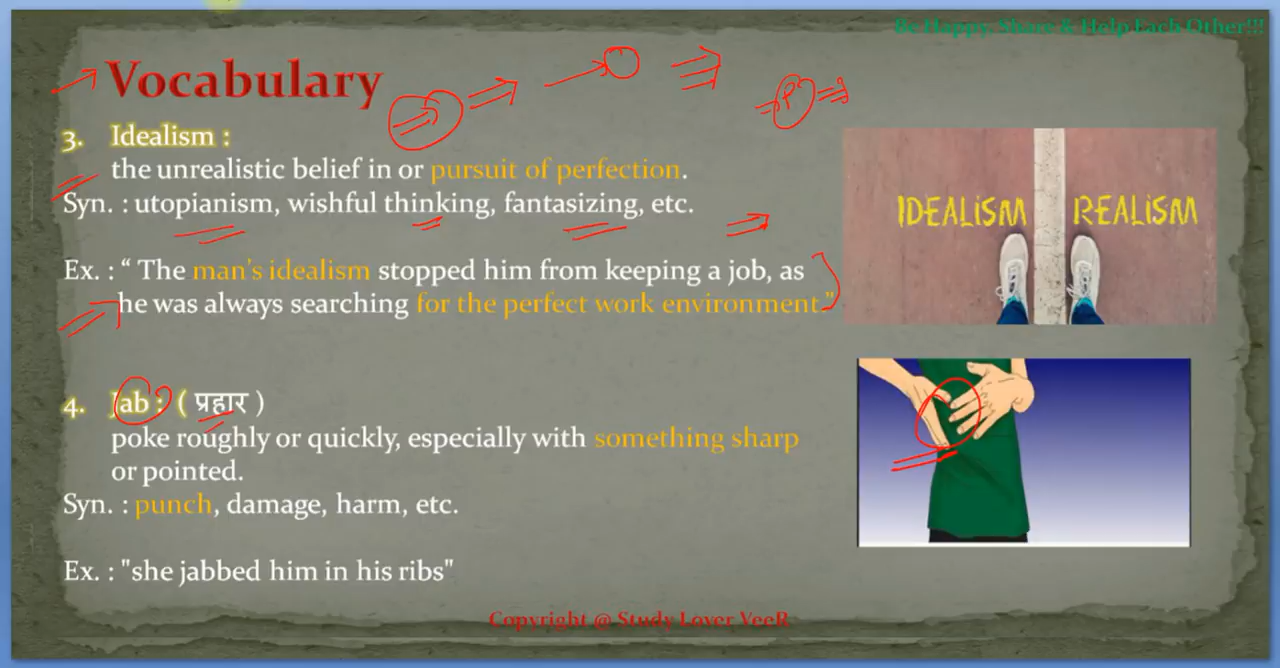 Be Happy, Share & Help Each Other!!!
Vocabulary
3. Idealism :
the unrealistic belief in or pursuit of perfection.
Syn. : utopianism, wishful thinking, fantasizing, etc.
Ex. : “ The man's idealism stopped him from keeping a job, as
he was always searching for the perfect work environment.”
IDEALISM REALISM
4. Jab : ( प्रहार )
poke roughly or quickly, especially with something sharp
or pointed.
Syn. : punch, damage, harm, etc.
Ex. : "she jabbed him in his ribs"
Copyright @ Study Lover VeeR